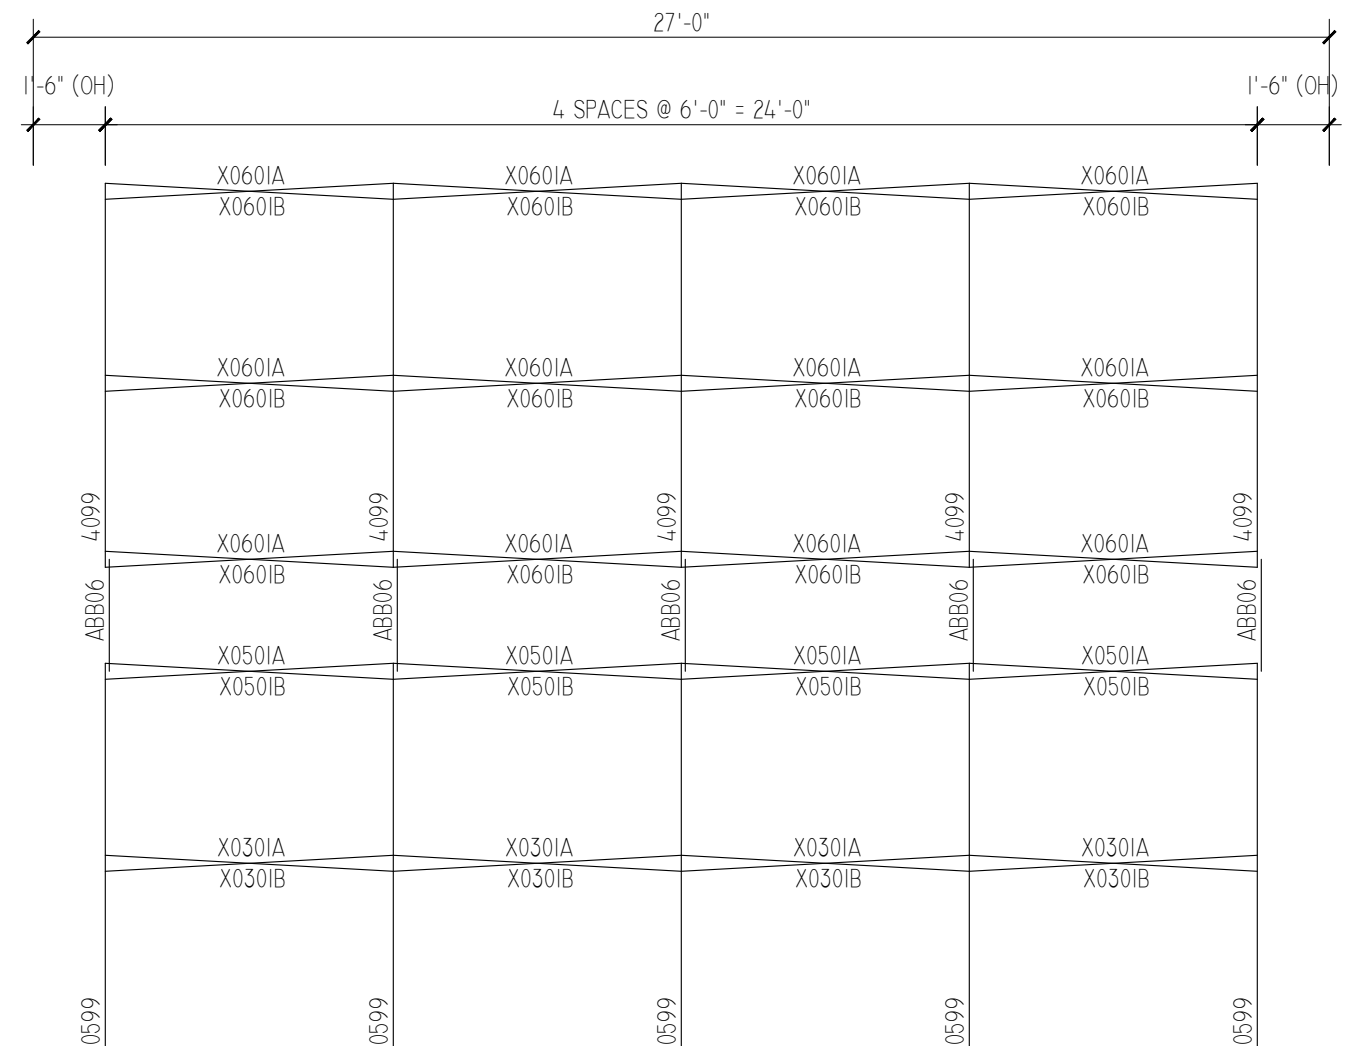 27'-0"
1'-6" (OH) 1'-6" (OH)
4 SPACES @ 6'-0" = 24'-0"
X0601A X0601A X0601A X0601A
X0601B X0601B X0601B X0601B
X0601A X0601A X0601A X0601A
X0601B X0601B X0601B X0601B
4099 4099 4099 4099 4099
X0601A X0601A X0601A X0601A
X0601B X0601B X0601B X0601B
ABB06 ABB06 ABB06 ABB06 ABB06
X0501A X0501A X0501A X0501A
X0501B X0501B X0501B X0501B
X0301A X0301A X0301A X0301A
X0301B X0301B X0301B X0301B
0599 0599 0599 0599 0599